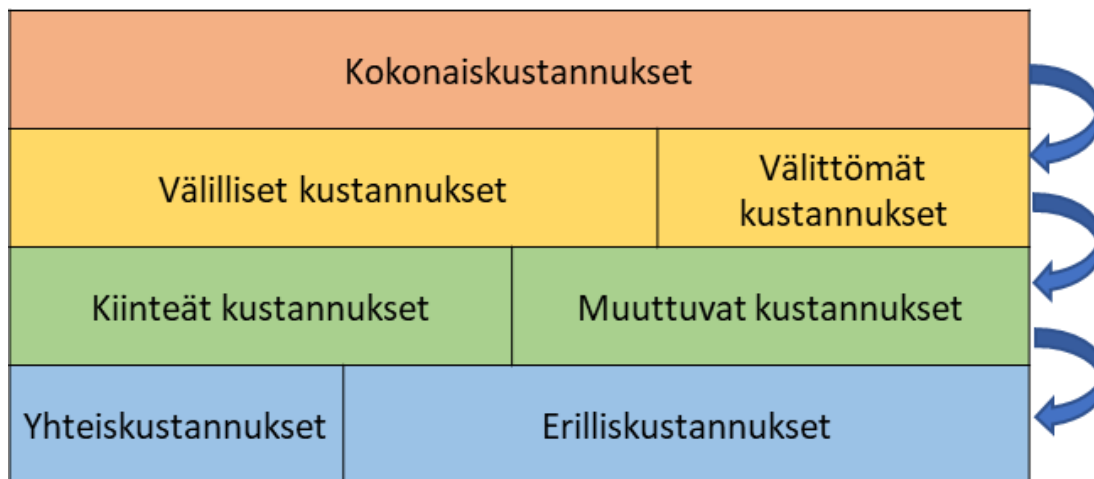 Kokonaiskustannukset
Välilliset kustannukset
Välittömät
kustannukset
Kiinteät kustannukset
Muuttuvat kustannukset
Yhteiskustannukset
Erilliskustannukset